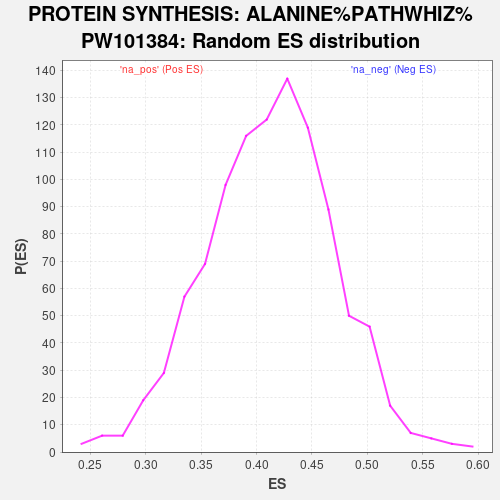 PROTEIN SYNTHESIS: ALANINE%PATHWHIZ%
PW101384: Random ES distribution
'na_pos' (Pos ES) 'na_neg' (Neg ES)
140
130
120
110
100
90
80
70
60
50
40
30
20
10
0
P(ES)
0.25 0.30 0.35 0.40 0.45 0.50 0.55 0.60
ES